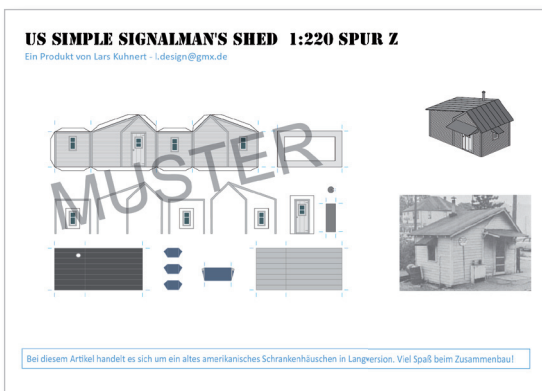 US SIMPLE SIGNALMAN'S SHED 1:220 SPUR Z
Ein Produkt von Lars Kuhnert - l.design@gmx.de
MUSTER
Bei diesem Artikel handelt es sich um ein altes amerikanisches Schrankenhäuschen in Langversion. Viel Spaß beim Zusammenbau!